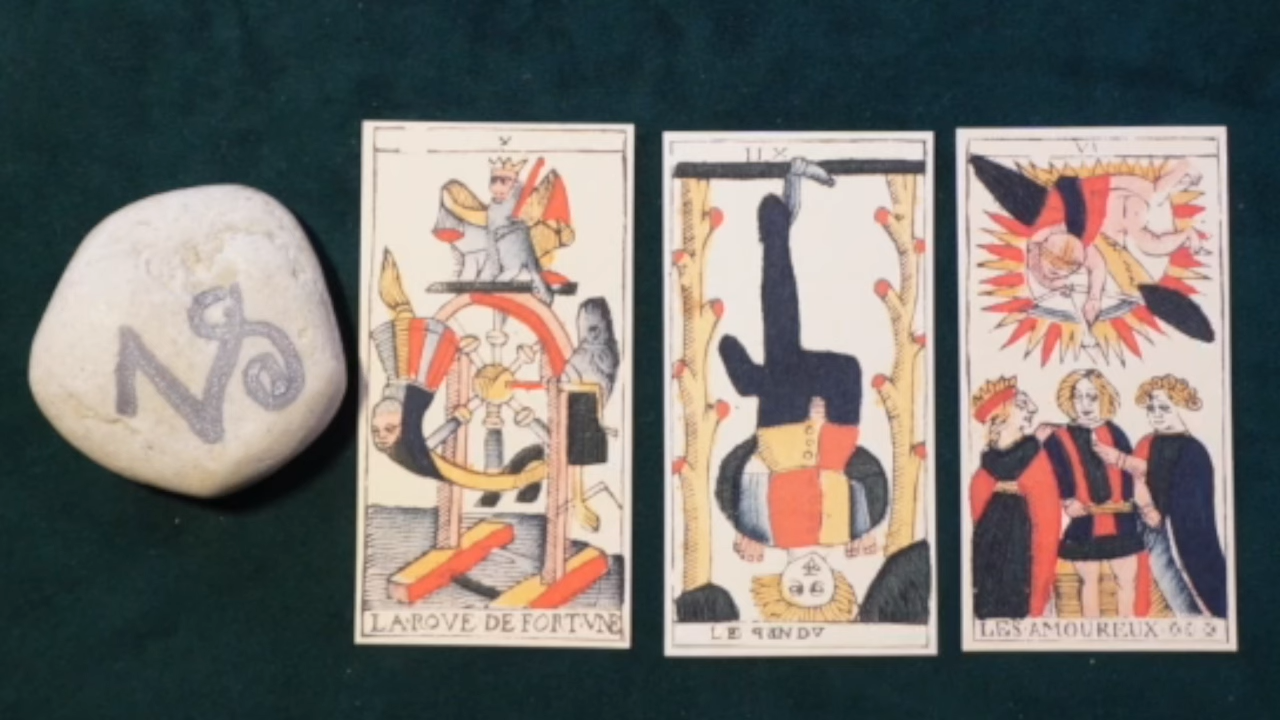 X
LA·ROVE DE FORTVNE
IIX
LE PENDV
VI
LES·AMOUREUX